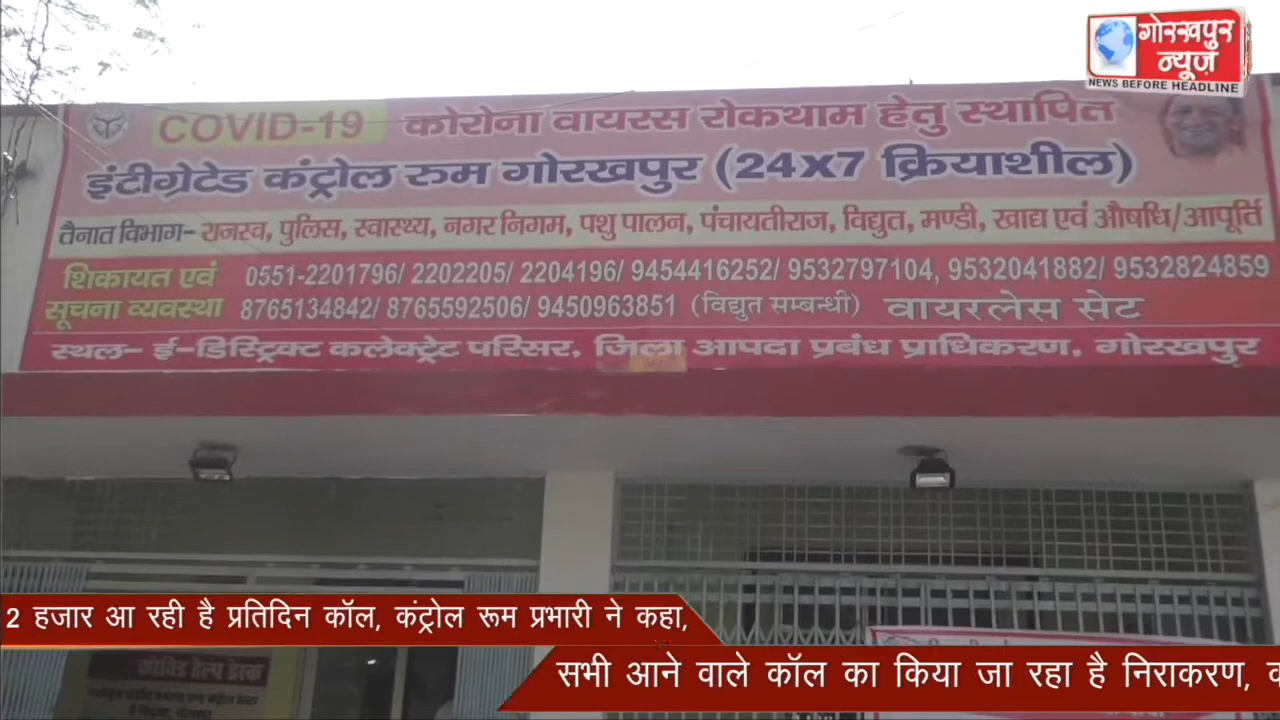 गोरखपुर
न्यूज़
NEWS BEFORE HEADLINE
COVID-19 कोरोना वायरस रोकथाम हेतु स्थापित
इंटीग्रेटेड कंट्रोल रुम गोरखपुर (24x7 क्रियाशील)
तैनात विभाग- राजस्व, पुलिस, स्वास्थ्य, नगर निगम, पशु पालन, पंचायतीराज, विद्युत, मण्डी, खाद्य एवं औषधि/आपूर्ति
शिकायत एवं 0551-2201796/ 2202205/ 2204196/ 9454416252/ 9532797104, 9532041882/ 9532824859
सूचना व्यवस्था 8765134842/ 8765592506/ 9450963851 (विद्युत सम्बन्धी) वायरलेस सेट
स्थल- ई-डिस्ट्रिक्ट कलेक्ट्रेट परिसर, जिला आपदा प्रबंध प्राधिकरण, गोरखपुर
2 हजार आ रही है प्रतिदिन कॉल, कंट्रोल रूम प्रभारी ने कहा,
कोविड हेल्प डेस्क
सभी आने वाले कॉल का किया जा रहा है निराकरण,